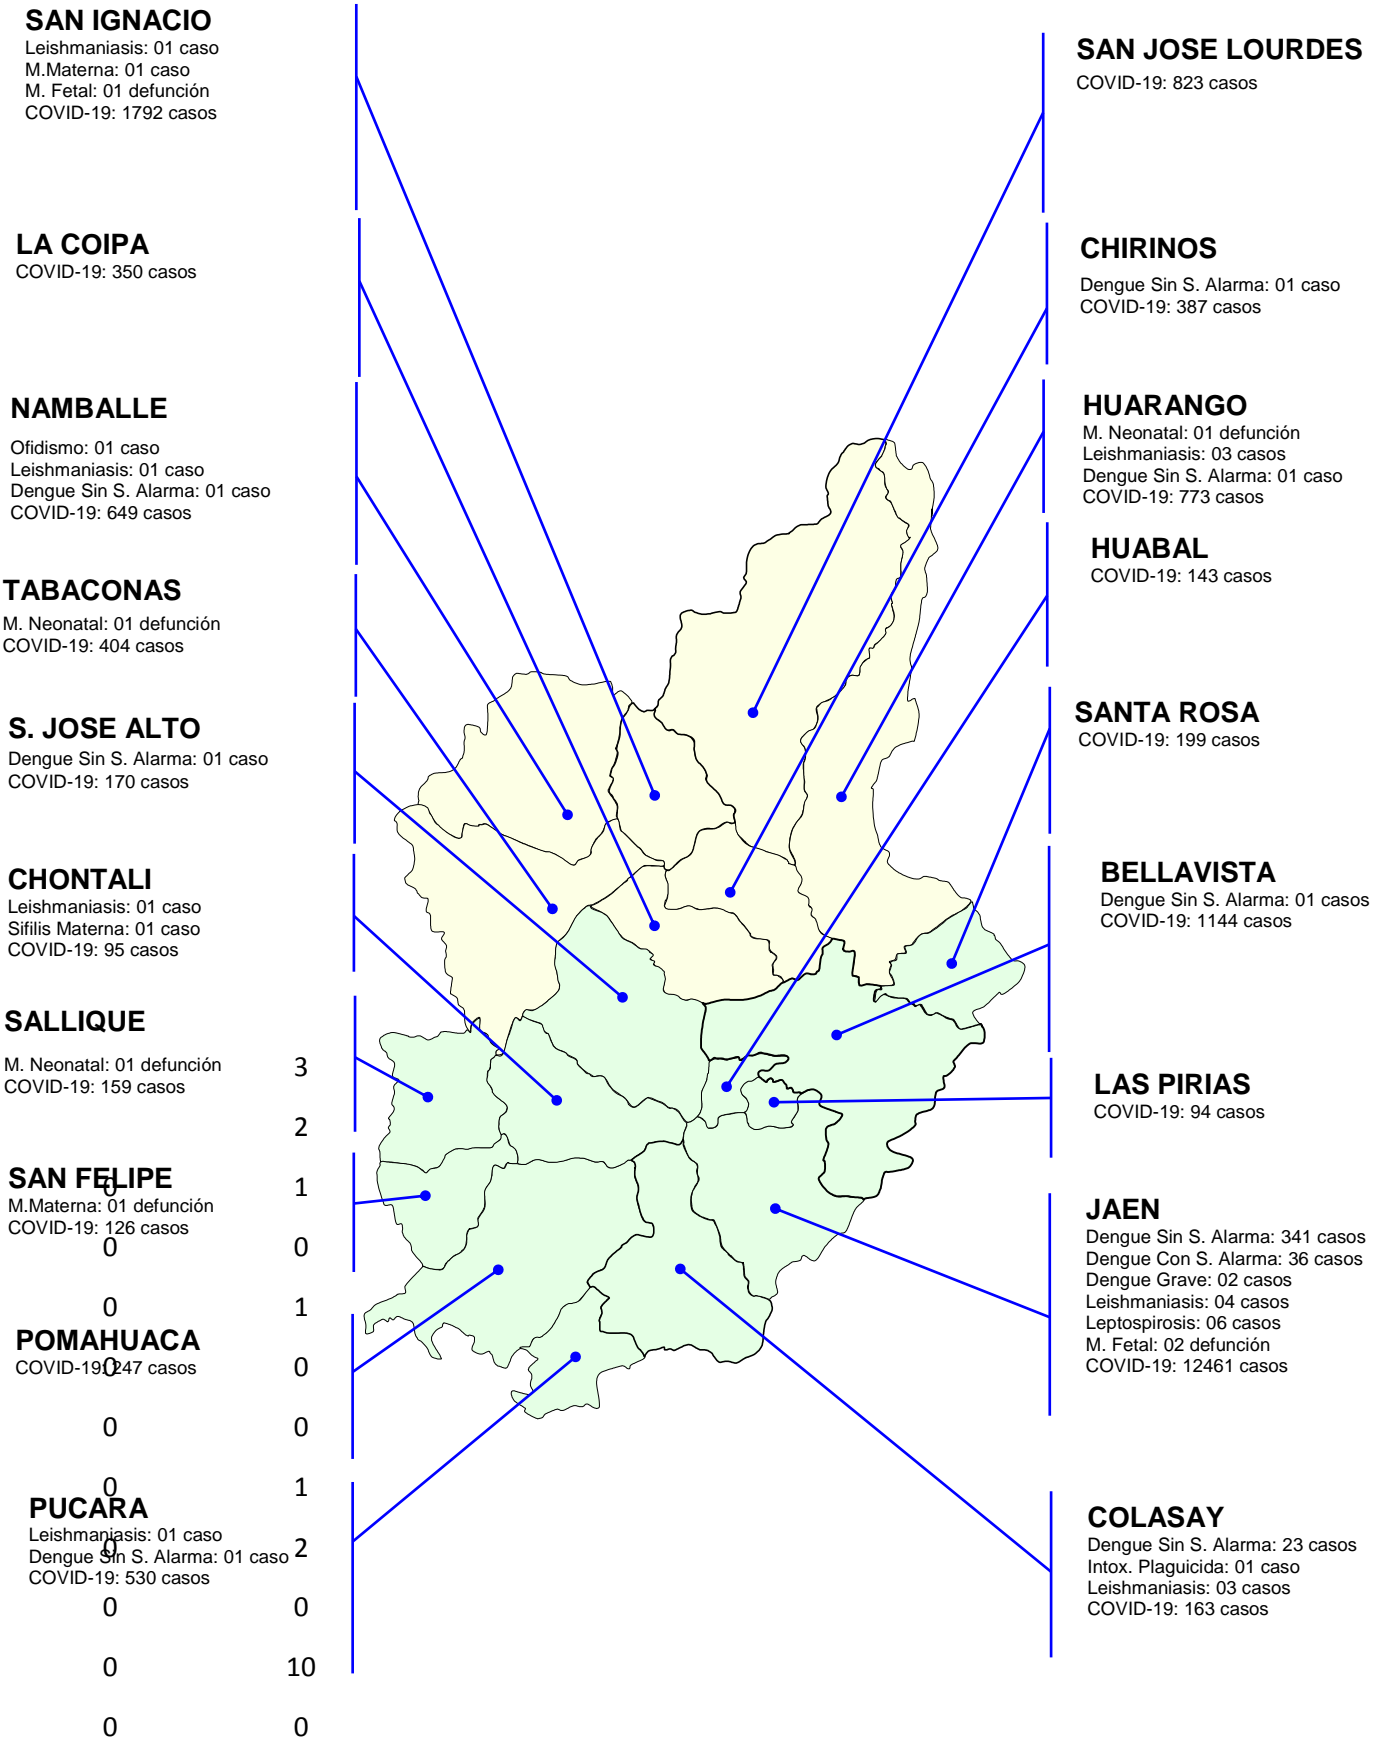 SAN IGNACIO
Leishmaniasis: 01 caso
M.Materna: 01 caso
M. Fetal: 01 defunción
COVID-19: 1792 casos
LA COIPA
COVID-19: 350 casos
NAMBALLE
Ofidismo: 01 caso
Leishmaniasis: 01 caso
Dengue Sin S. Alarma: 01 caso
COVID-19: 649 casos
TABACONAS
M. Neonatal: 01 defunción
COVID-19: 404 casos
S. JOSE ALTO
Dengue Sin S. Alarma: 01 caso
COVID-19: 170 casos
CHONTALI
Leishmaniasis: 01 caso
Sifilis Materna: 01 caso
COVID-19: 95 casos
SALLIQUE
M. Neonatal: 01 defunción
COVID-19: 159 casos
3
2
SAN FELIPE
0 1
M.Materna: 01 defunción
COVID-19: 126 casos
0 0
0 1
POMAHUACA
COVID-19: 247 casos
0 0
0 0
0 1
PUCARA
Leishmaniasis: 01 caso
Dengue Sin S. Alarma: 01 caso
0 2
COVID-19: 530 casos
0 0
0 10
0 0
SAN JOSE LOURDES
COVID-19: 823 casos
CHIRINOS
Dengue Sin S. Alarma: 01 caso
COVID-19: 387 casos
HUARANGO
M. Neonatal: 01 defunción
Leishmaniasis: 03 casos
Dengue Sin S. Alarma: 01 caso
COVID-19: 773 casos
HUABAL
COVID-19: 143 casos
SANTA ROSA
COVID-19: 199 casos
BELLAVISTA
Dengue Sin S. Alarma: 01 casos
COVID-19: 1144 casos
LAS PIRIAS
COVID-19: 94 casos
JAEN
Dengue Sin S. Alarma: 341 casos
Dengue Con S. Alarma: 36 casos
Dengue Grave: 02 casos
Leishmaniasis: 04 casos
Leptospirosis: 06 casos
M. Fetal: 02 defunción
COVID-19: 12461 casos
COLASAY
Dengue Sin S. Alarma: 23 casos
Intox. Plaguicida: 01 caso
Leishmaniasis: 03 casos
COVID-19: 163 casos